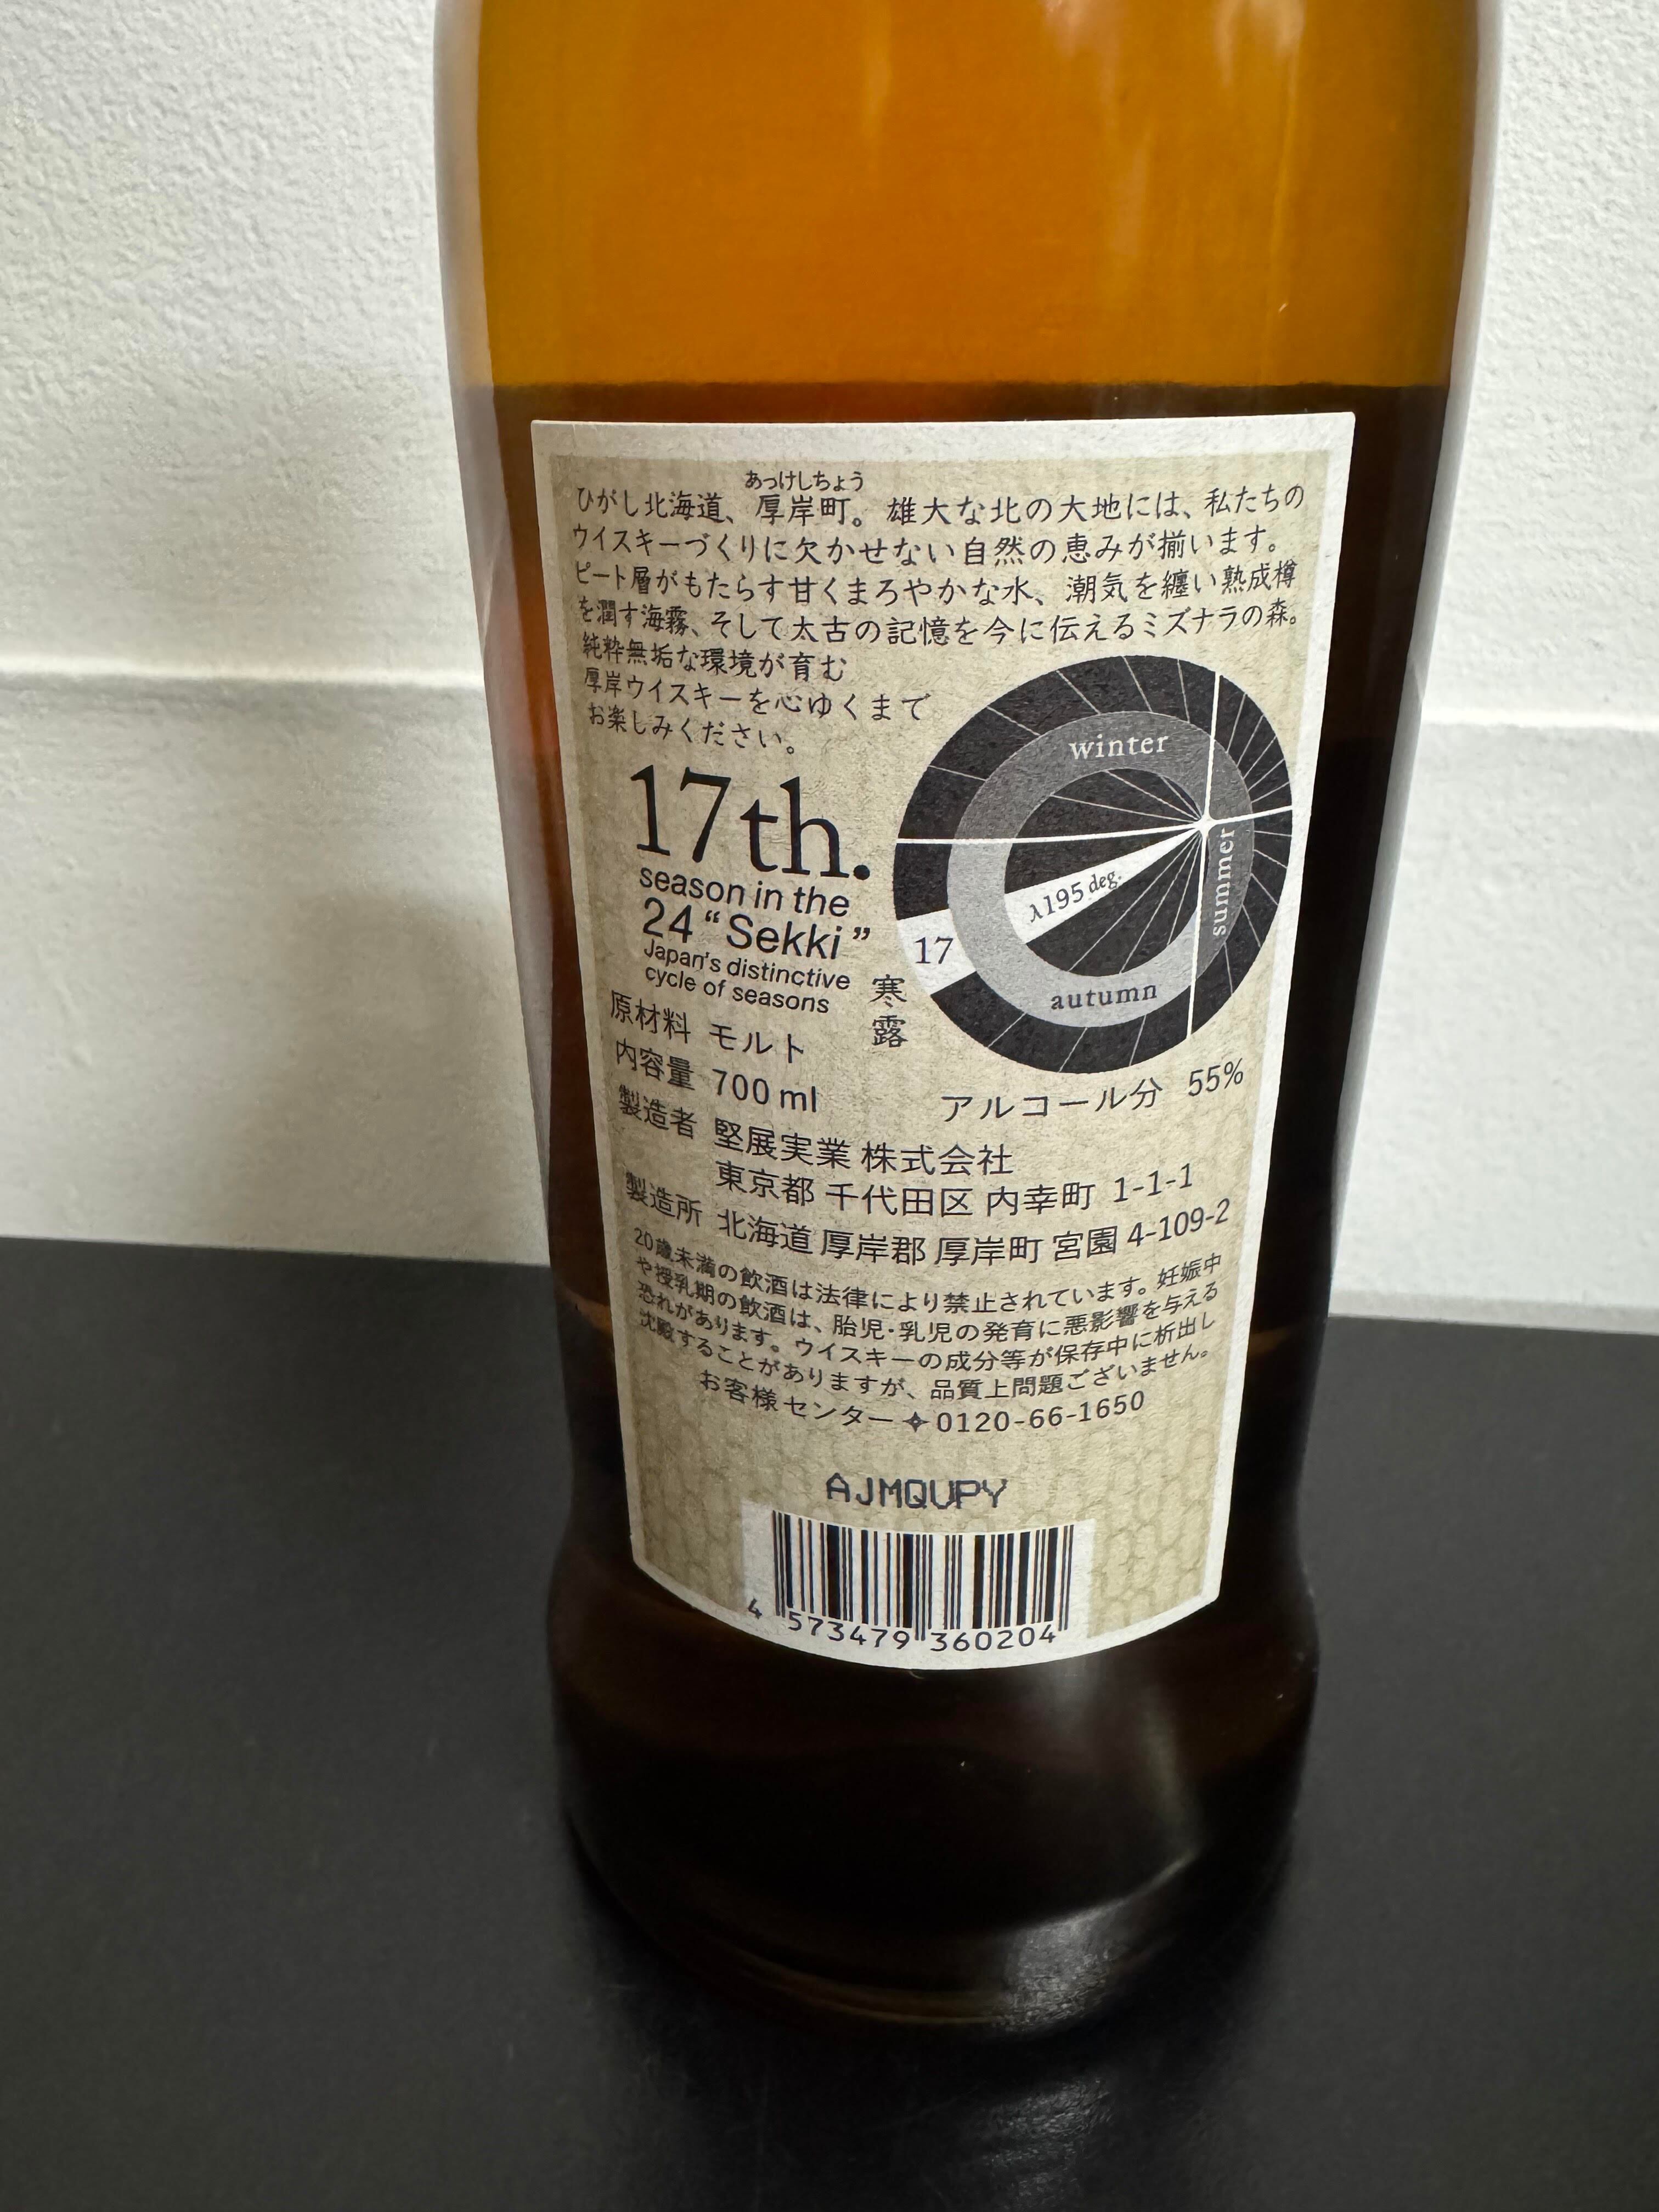 あっけしちょう
ひがし北海道、厚岸町。雄大な北の大地には、私たちの
ウイスキーづくりに欠かせない自然の恵みが揃います。
ピート層がもたらす甘くまろやかな水、潮気を纏い熟成樽
を潤す海霧、そして太古の記憶を今に伝えるミズナラの森。
純粋無垢な環境が育む
厚岸ウイスキーを心ゆくまで
お楽しみください。
17th.
season in the
24 “Sekki”
Japan's distinctive
cycle of seasons
寒露
winter
summer
λ195 deg.
17
autumn
原材料 モルト
内容量 700 ml
アルコール分 55%
製造者 堅展実業 株式会社
東京都 千代田区 内幸町 1-1-1
製造所 北海道 厚岸郡 厚岸町 宮園 4-109-2
20歳未満の飲酒は法律により禁止されています。妊娠中
や授乳期の飲酒は、胎児・乳児の発育に悪影響を与える
恐れがあります。ウイスキーの成分等が保存中に析出し
沈殿することがありますが、品質上問題ございません。
お客様センター✦0120-66-1650
AJMQUPY
4 573479 360204